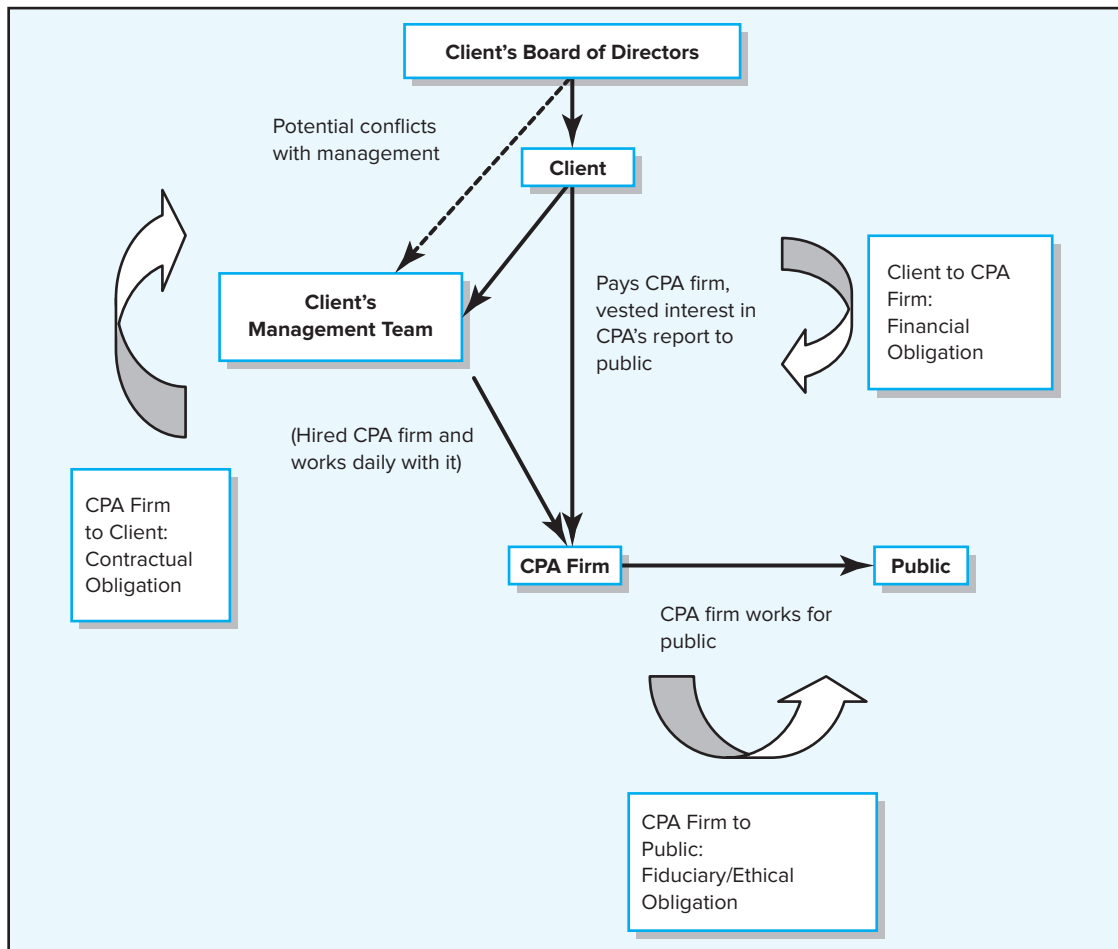 Client’s Board of Directors
Potential conflicts
with management
Client
Client’s
Management Team
Pays CPA firm,
vested interest in
CPA’s report to
public
Client to CPA
Firm:
Financial
Obligation
(Hired CPA firm and
works daily with it)
CPA Firm
to Client:
Contractual
Obligation
CPA Firm
Public
CPA firm works for
public
CPA Firm to
Public:
Fiduciary/Ethical
Obligation